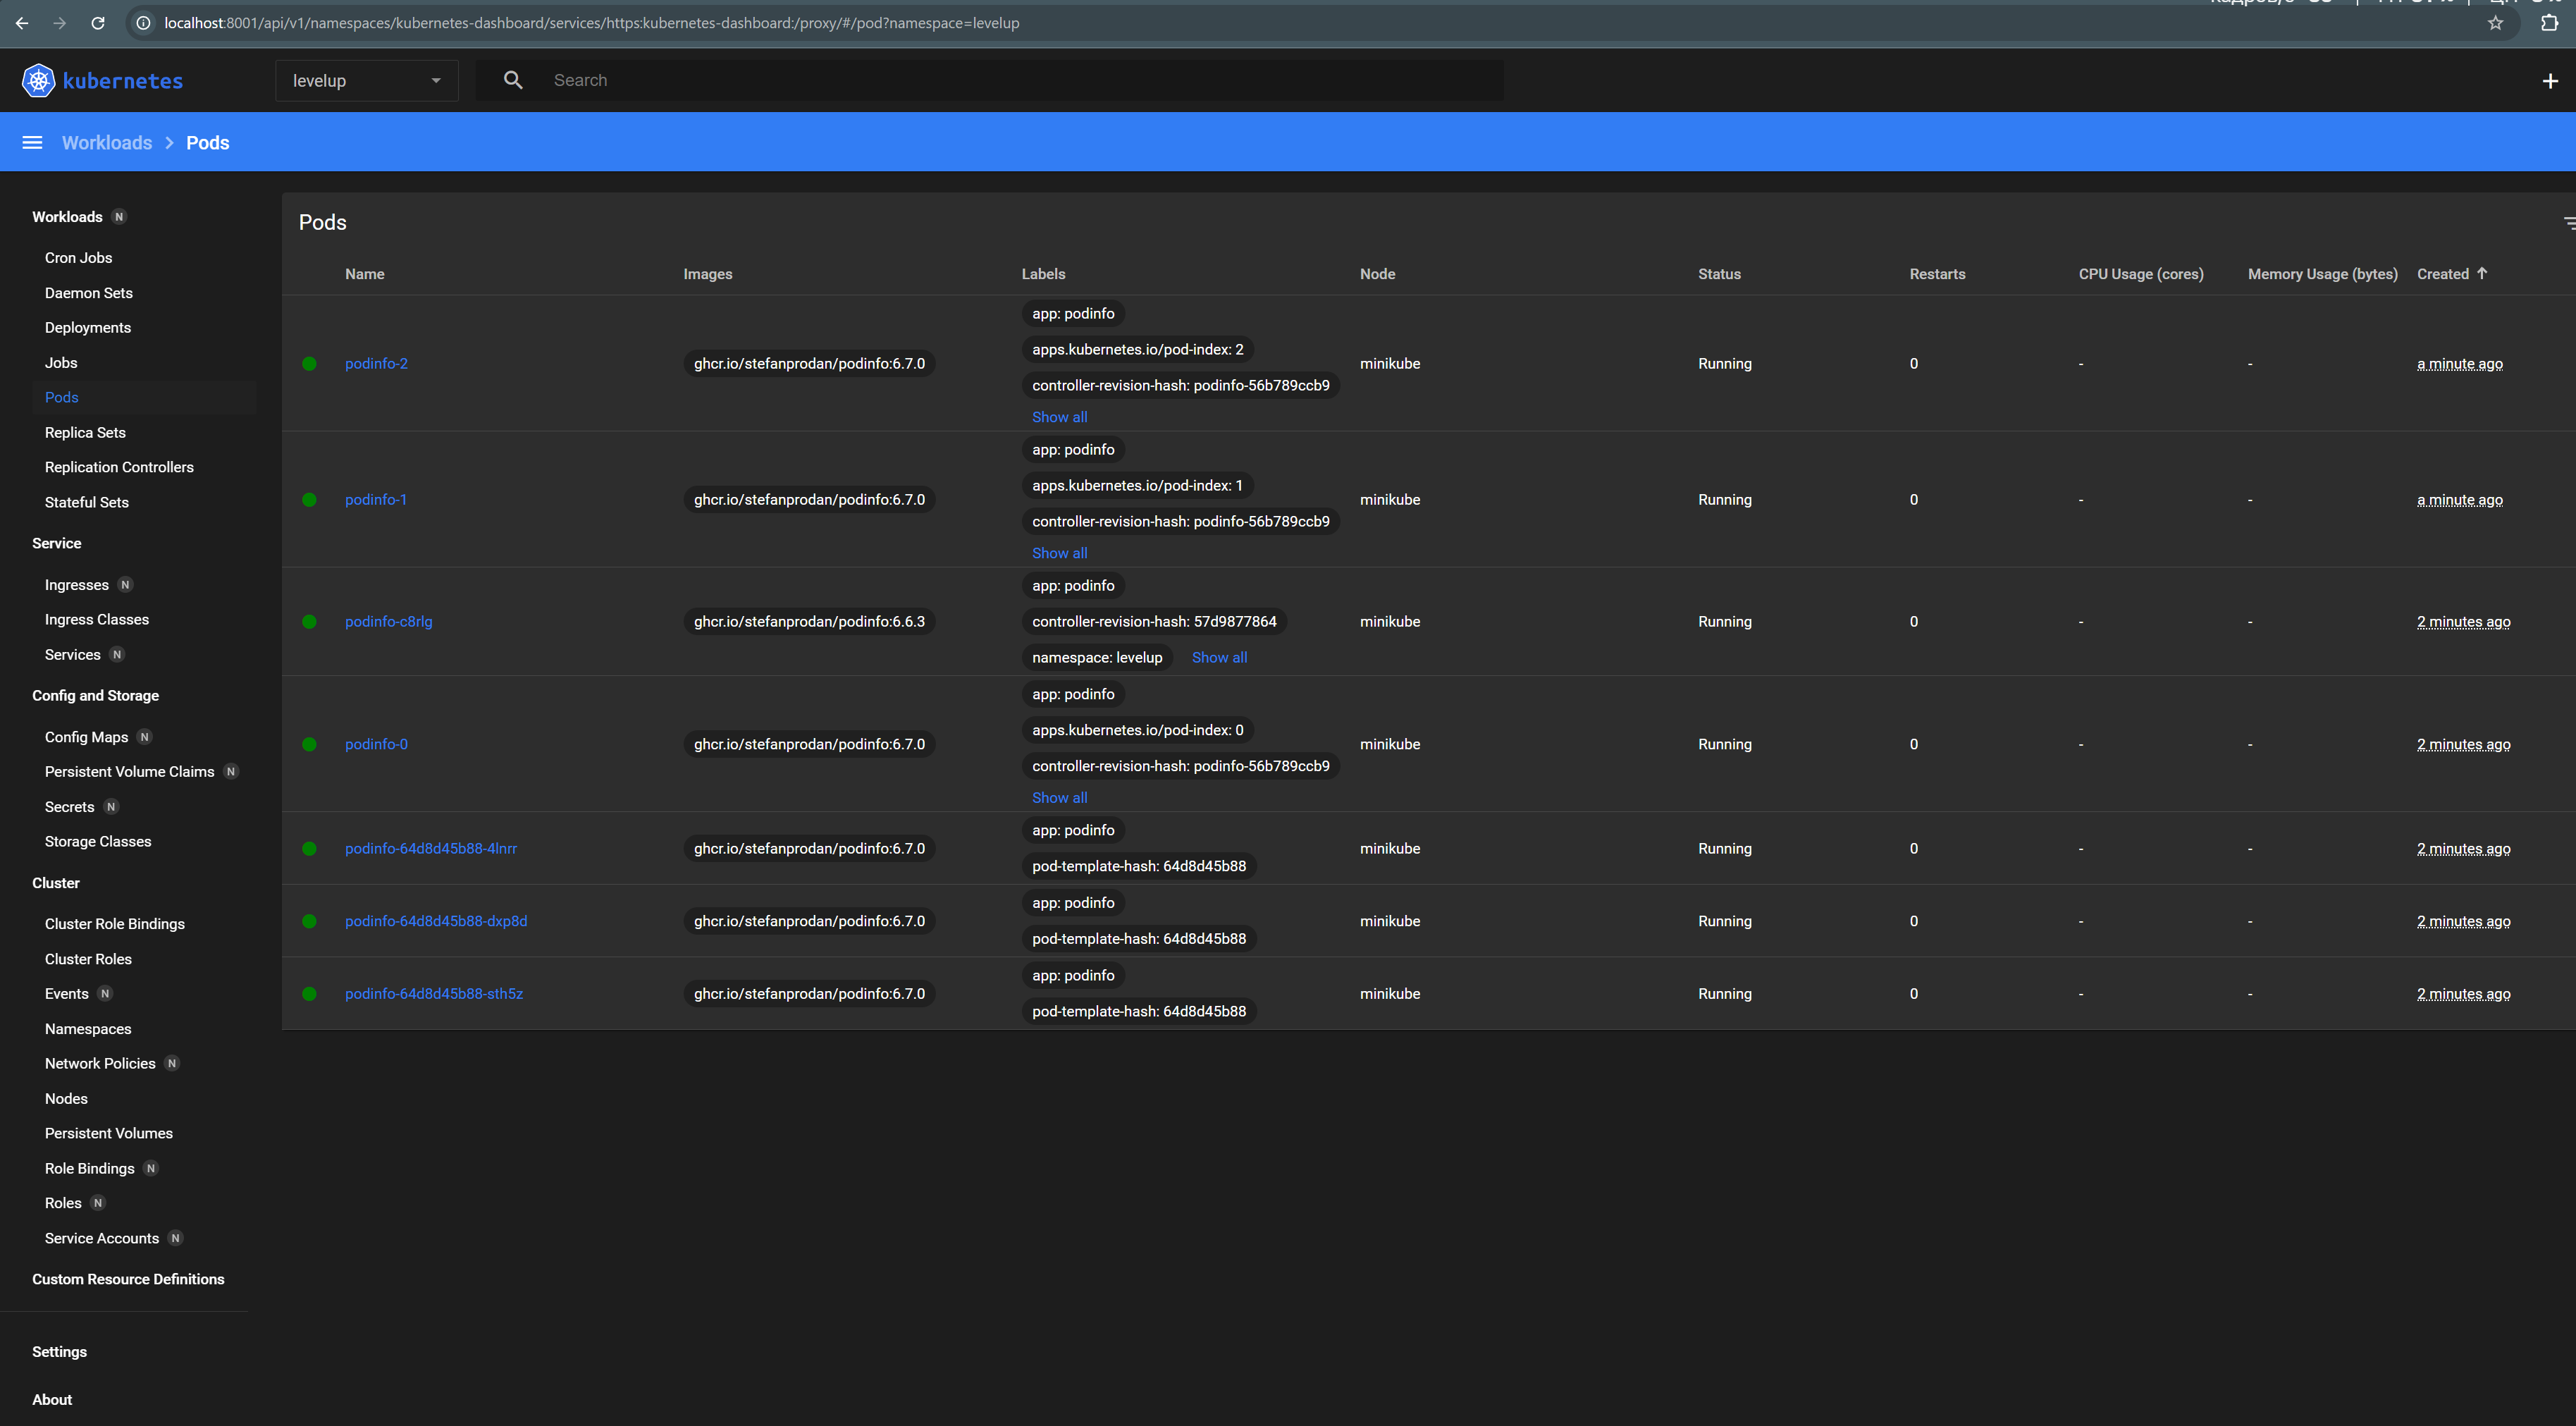 localhost:8001/api/v1/namespaces/kubernetes-dashboard/services/https:kubernetes-dashboard:/proxy/#/pod?namespace=levelup
kubernetes
levelup
Search
Workloads > Pods
Workloads N
Cron Jobs
Daemon Sets
Deployments
Jobs
Pods
Replica Sets
Replication Controllers
Stateful Sets
Service
Ingresses N
Ingress Classes
Services N
Config and Storage
Config Maps N
Persistent Volume Claims N
Secrets N
Storage Classes
Cluster
Cluster Role Bindings
Cluster Roles
Events N
Namespaces
Network Policies N
Nodes
Persistent Volumes
Role Bindings N
Roles N
Service Accounts N
Custom Resource Definitions
Settings
About
Pods
Name Images Labels Node Status Restarts CPU Usage (cores) Memory Usage (bytes) Created
app: podinfo
apps.kubernetes.io/pod-index: 2
podinfo-2 ghcr.io/stefanprodan/podinfo:6.7.0 minikube Running 0 - - a minute ago
controller-revision-hash: podinfo-56b789ccb9
Show all
app: podinfo
apps.kubernetes.io/pod-index: 1
podinfo-1 ghcr.io/stefanprodan/podinfo:6.7.0 minikube Running 0 - - a minute ago
controller-revision-hash: podinfo-56b789ccb9
Show all
app: podinfo
podinfo-c8rlg ghcr.io/stefanprodan/podinfo:6.6.3 controller-revision-hash: 57d9877864 minikube Running 0 - - 2 minutes ago
namespace: levelup Show all
app: podinfo
apps.kubernetes.io/pod-index: 0
podinfo-0 ghcr.io/stefanprodan/podinfo:6.7.0 minikube Running 0 - - 2 minutes ago
controller-revision-hash: podinfo-56b789ccb9
Show all
app: podinfo
podinfo-64d8d45b88-4lnrr ghcr.io/stefanprodan/podinfo:6.7.0 minikube Running 0 - - 2 minutes ago
pod-template-hash: 64d8d45b88
app: podinfo
podinfo-64d8d45b88-dxp8d ghcr.io/stefanprodan/podinfo:6.7.0 minikube Running 0 - - 2 minutes ago
pod-template-hash: 64d8d45b88
app: podinfo
podinfo-64d8d45b88-sth5z ghcr.io/stefanprodan/podinfo:6.7.0 minikube Running 0 - - 2 minutes ago
pod-template-hash: 64d8d45b88